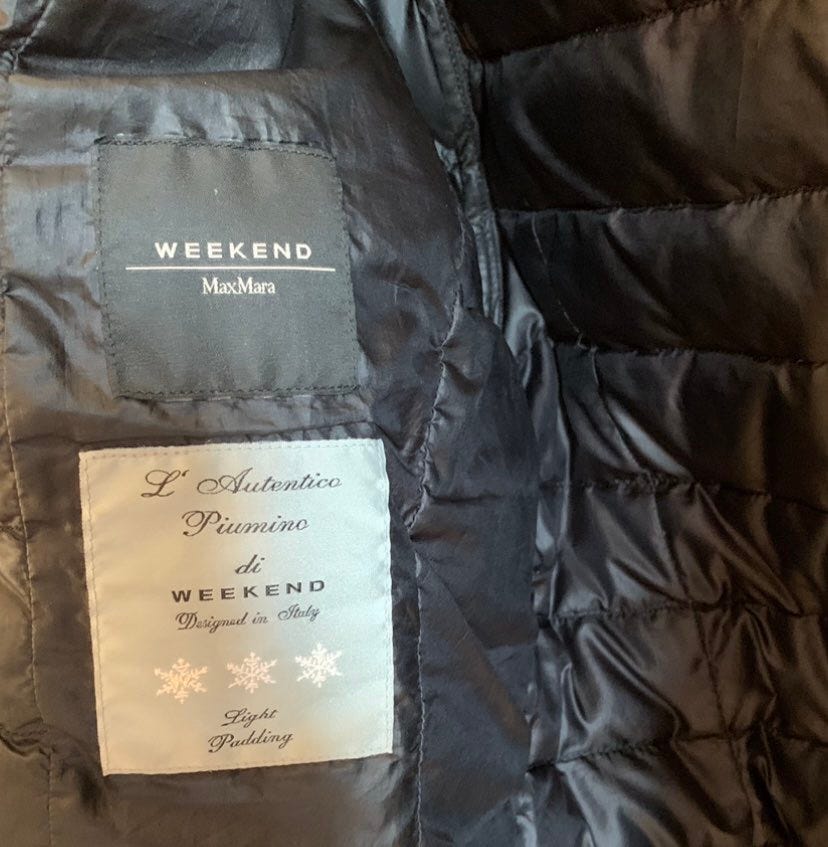 WEEKEND
MaxMara
L' Autentico
Piumino
di
WEEKEND
Designed in Italy
Light
Padding